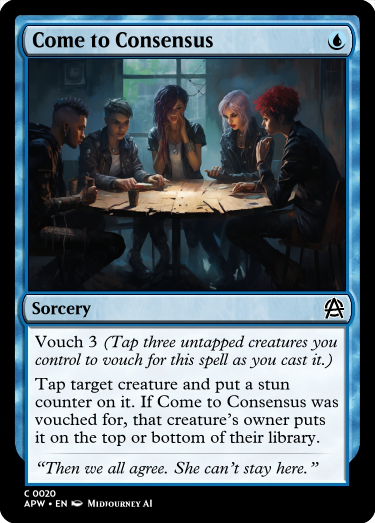 Come to Consensus
Sorcery
Vouch 3 (Tap three untapped creatures you
control to vouch for this spell as you cast it.)
Tap target creature and put a stun
counter on it. If Come to Consensus was
vouched for, that creature’s owner puts
it on the top or bottom of their library.
“Then we all agree. She can’t stay here.”
C 0020
APW • EN Midjourney AI